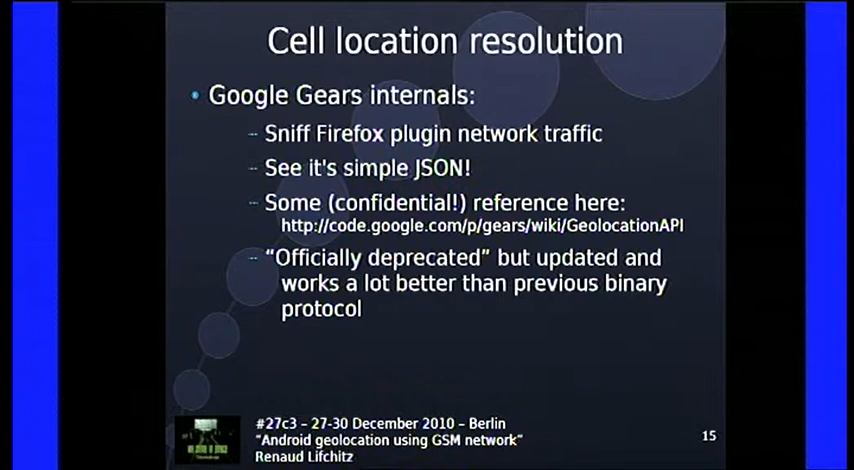 Cell location resolution
• Google Gears internals:
– Sniff Firefox plugin network traffic
– See it's simple JSON!
– Some (confidential!) reference here:
http://code.google.com/p/gears/wiki/GeolocationAPI
– “Officially deprecated” but updated and
works a lot better than previous binary
protocol
#27c3 – 27-30 December 2010 – Berlin
“Android geolocation using GSM network”
Renaud Lifchitz
15